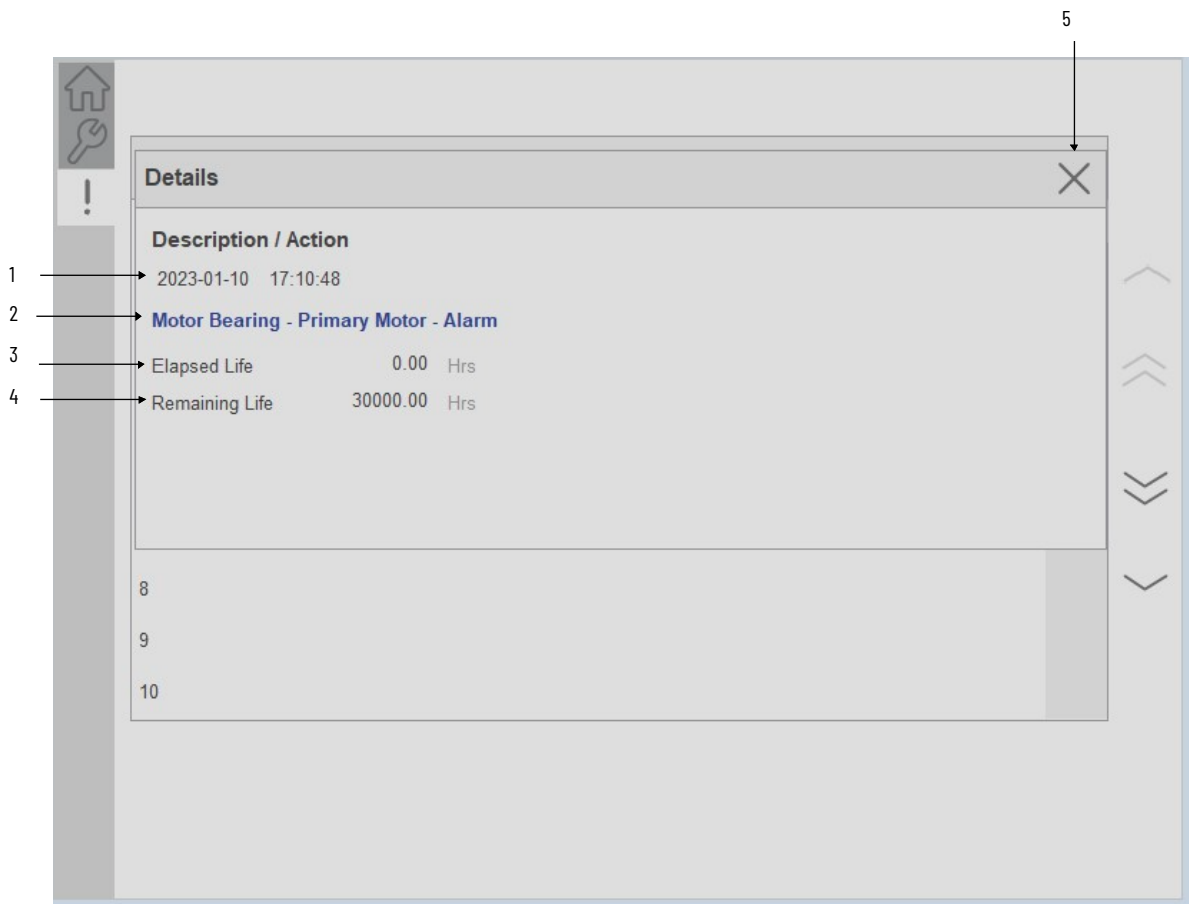 5
Details
Description / Action
1 2023-01-10 17:10:48
2 Motor Bearing - Primary Motor - Alarm
3 Elapsed Life 0.00 Hrs
4 Remaining Life 30000.00 Hrs
8
9
10